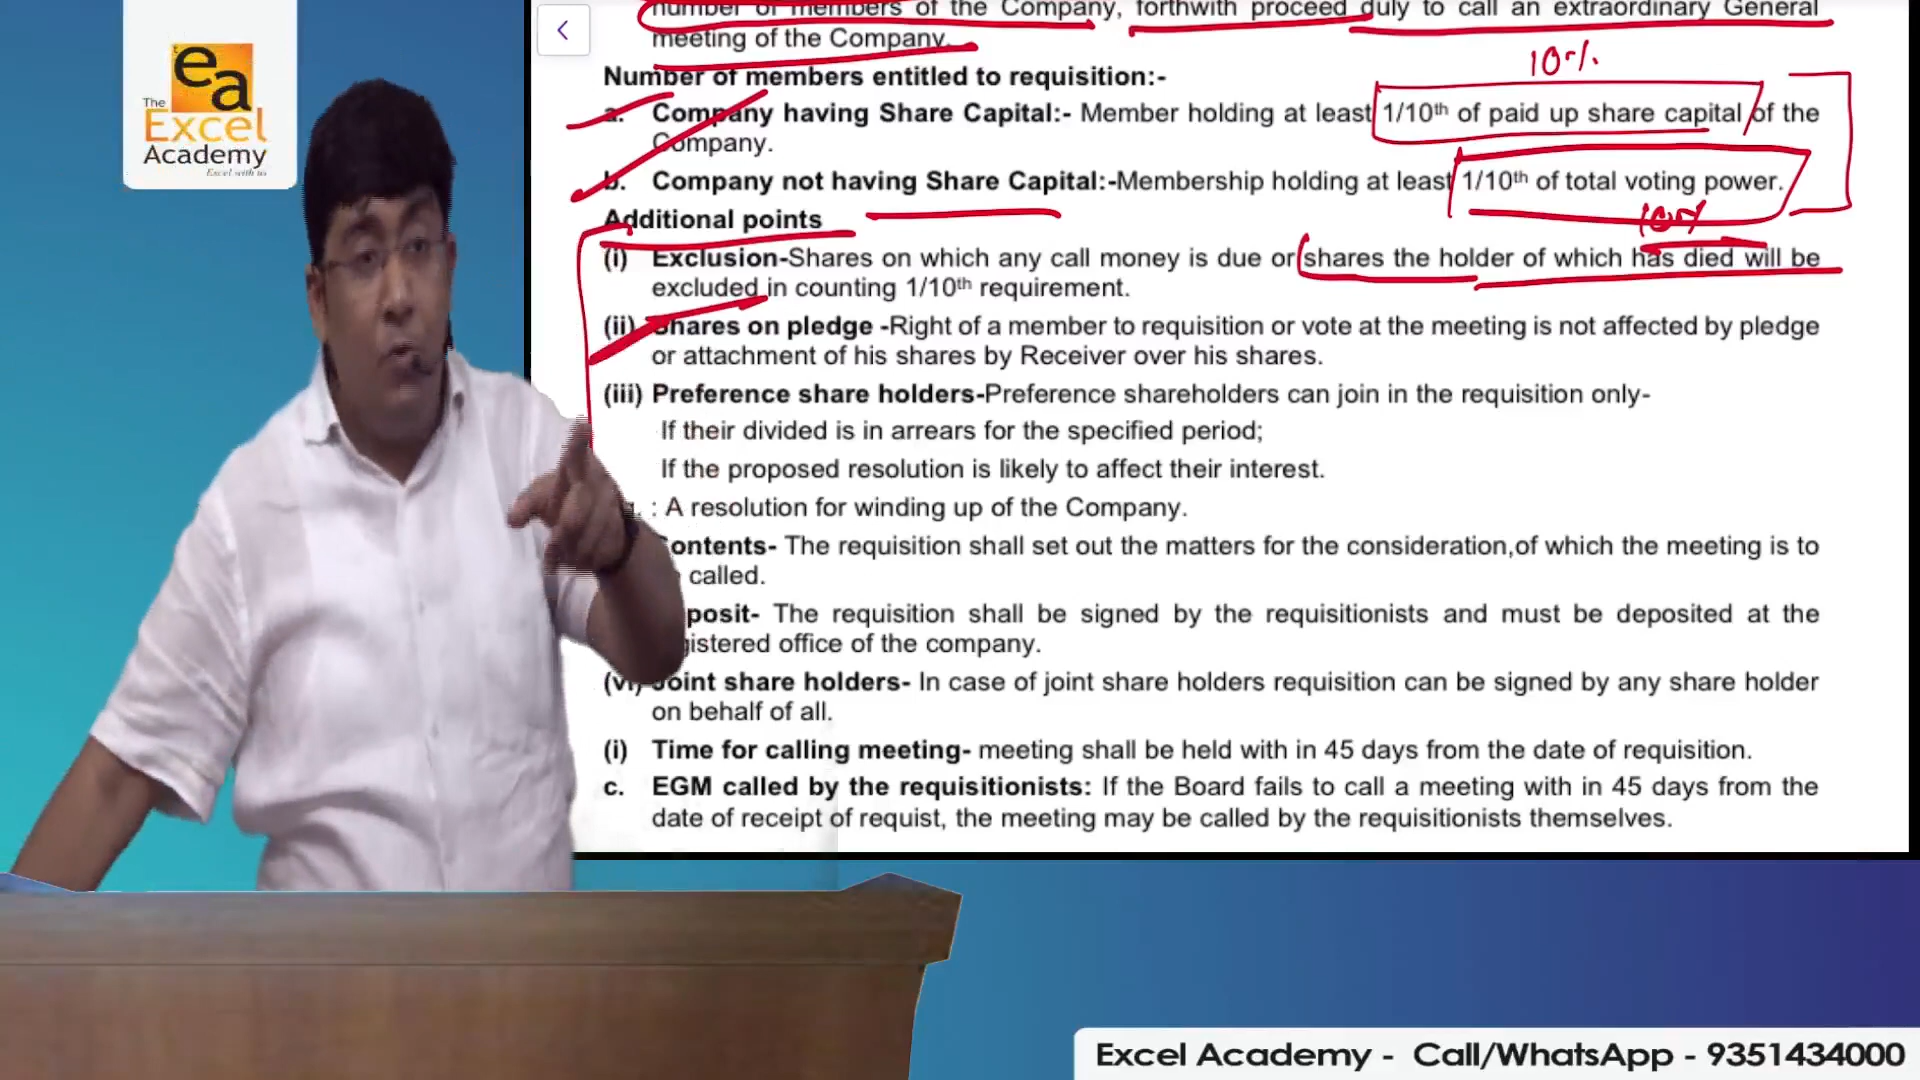 The
ea
Excel
Academy
Excel with us
number of members of the Company, forthwith proceed duly to call an extraordinary General
meeting of the Company.
10%
Number of members entitled to requisition:-
a. Company having Share Capital:- Member holding at least 1/10th of paid up share capital of the
Company.
b. Company not having Share Capital:-Membership holding at least 1/10th of total voting power.
10%
Additional points
(i) Exclusion-Shares on which any call money is due or shares the holder of which has died will be
excluded in counting 1/10th requirement.
(ii) Shares on pledge -Right of a member to requisition or vote at the meeting is not affected by pledge
or attachment of his shares by Receiver over his shares.
(iii) Preference share holders-Preference shareholders can join in the requisition only-
If their divided is in arrears for the specified period;
If the proposed resolution is likely to affect their interest.
: A resolution for winding up of the Company.
ontents- The requisition shall set out the matters for the consideration,of which the meeting is to
called.
posit- The requisition shall be signed by the requisitionists and must be deposited at the
gistered office of the company.
(vi) Joint share holders- In case of joint share holders requisition can be signed by any share holder
on behalf of all.
(i) Time for calling meeting- meeting shall be held with in 45 days from the date of requisition.
c. EGM called by the requisitionists: If the Board fails to call a meeting with in 45 days from the
date of receipt of requist, the meeting may be called by the requisitionists themselves.
Excel Academy - Call/WhatsApp - 9351434000